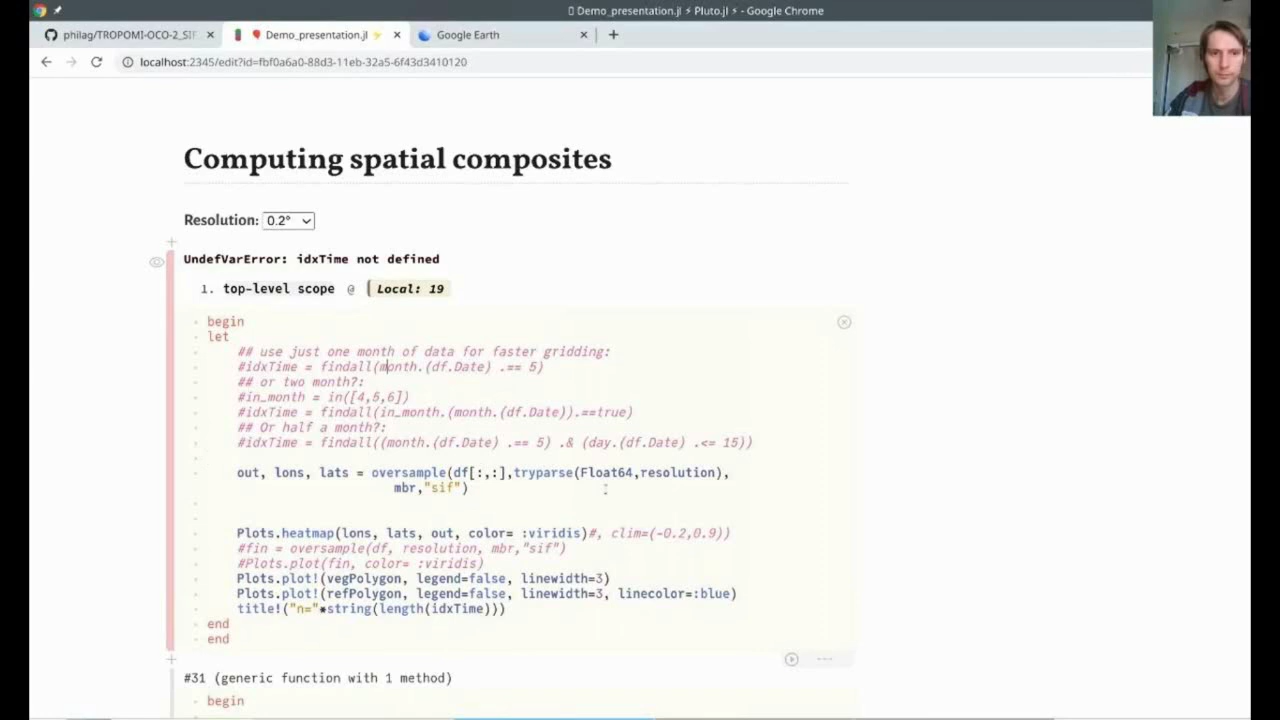 Demo_presentation.jl ⚡ Pluto.jl ⚡ - Google Chrome
philag/TROPOMI-OCO-2_SIF
Demo_presentation.jl ⚡
Google Earth
localhost:2345/edit?id=fbf0a6a0-88d3-11eb-32a5-6f43d3410120
Computing spatial composites
Resolution: 0.2°
UndefVarError: idxTime not defined
1. top-level scope @ Local: 19
begin
let
## use just one month of data for faster gridding:
#idxTime = findall(month.(df.Date) .== 5)
## or two month?:
#in_month = in([4,5,6])
#idxTime = findall(in_month.(month.(df.Date)).==true)
## Or half a month?:
#idxTime = findall((month.(df.Date) .== 5) .& (day.(df.Date) .<= 15))
out, lons, lats = oversample(df[:,:],tryparse(Float64,resolution),
mbr,"sif")
Plots.heatmap(lons, lats, out, color= :viridis)#, clim=(-0.2,0.9))
#fin = oversample(df, resolution, mbr,"sif")
#Plots.plot(fin, color= :viridis)
Plots.plot!(vegPolygon, legend=false, linewidth=3)
Plots.plot!(refPolygon, legend=false, linewidth=3, linecolor=:blue)
title!("n="*string(length(idxTime)))
end
end
#31 (generic function with 1 method)
begin